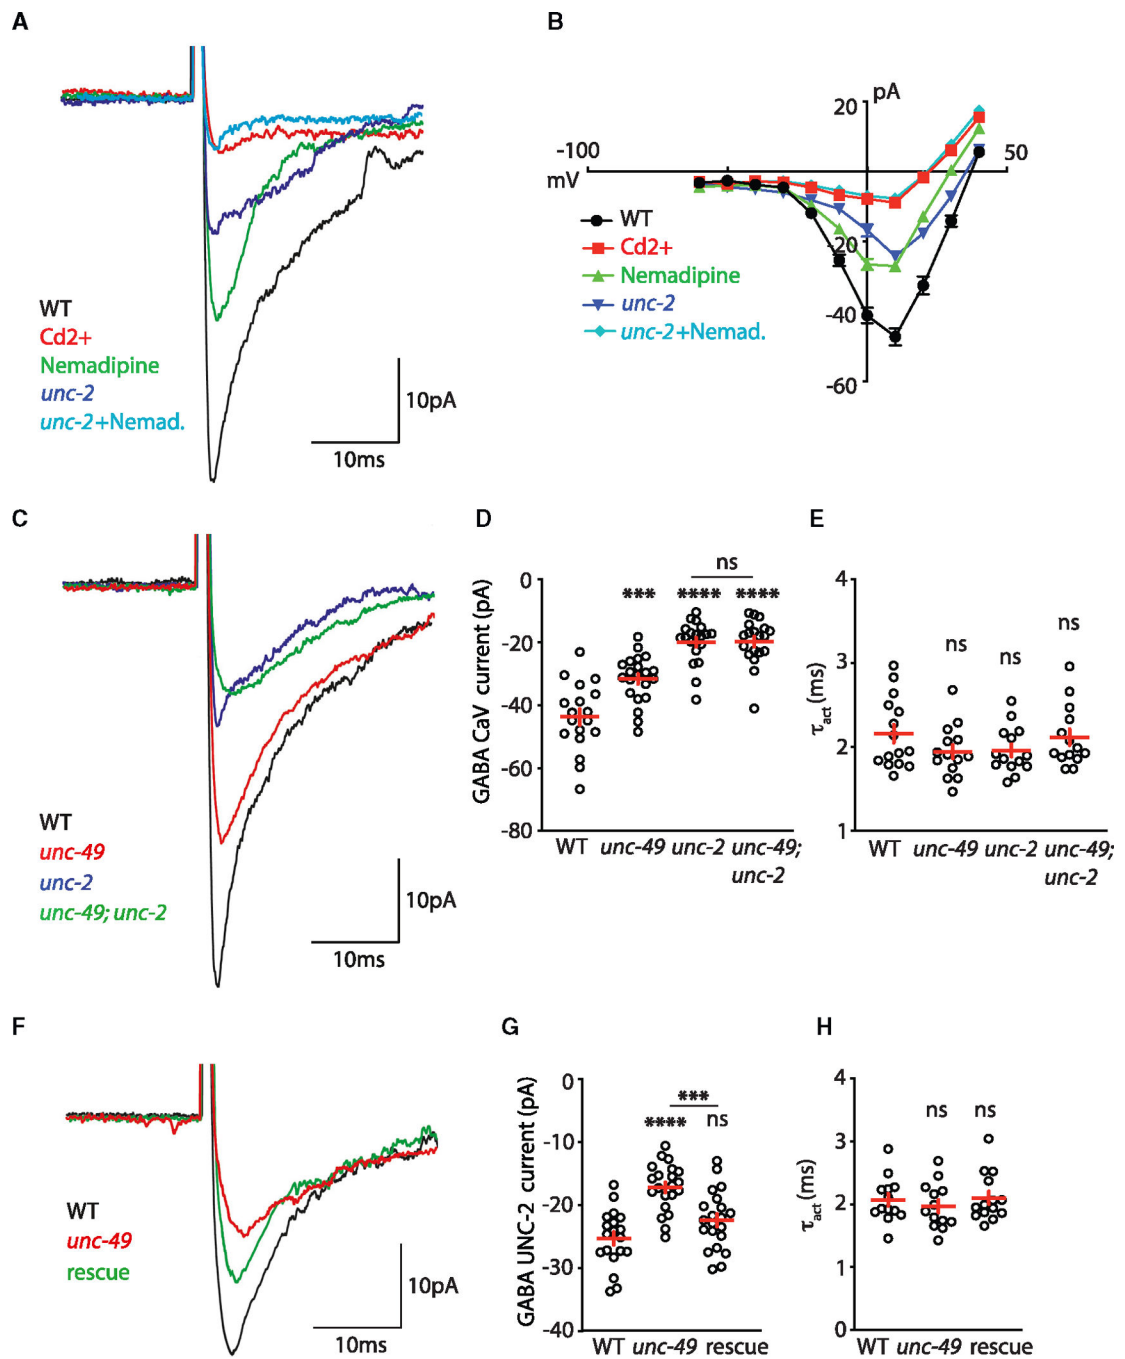 A
WT
Cd2+
Nemadipine
unc-2
unc-2+Nemad.
10pA
10ms
B
20
pA
-100
50
mV
WT
Cd2+
Nemadipine
unc-2
unc-2+Nemad.
-20
-40
-60
C
WT
unc-49
unc-2
unc-49; unc-2
10pA
10ms
D
GABA CaV current (pA)
0
-20
-40
-60
-80
ns
*** **** ****
WT unc-49 unc-2 unc-49;
unc-2
E
τact (ms)
4
3
2
1
ns
ns
ns
WT unc-49 unc-2 unc-49;
unc-2
F
WT
unc-49
rescue
10pA
10ms
G
GABA UNC-2 current (pA)
0
-10
-20
-30
-40
***
**** ns
WT unc-49 rescue
H
τact (ms)
4
3
2
1
0
ns ns
WT unc-49 rescue